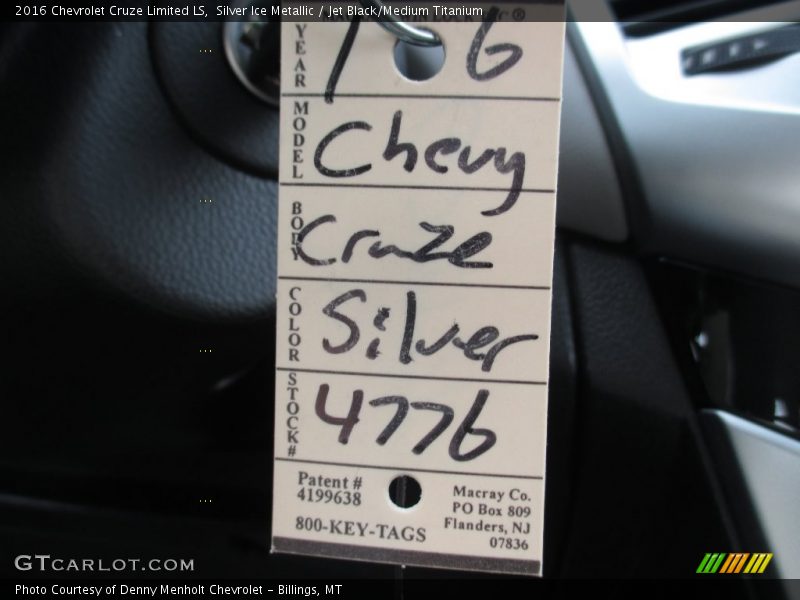 2016 Chevrolet Cruze Limited LS,  Silver Ice Metallic / Jet Black/Medium Titanium
YEAR 1 6
MODEL Chevy
BODY Cruze
COLOR Silver
STOCK# 4776
Patent #
4199638
800-KEY-TAGS
Macray Co.
PO Box 809
Flanders, NJ
07836
GTCARLOT.COM
Photo Courtesy of Denny Menholt Chevrolet – Billings, MT